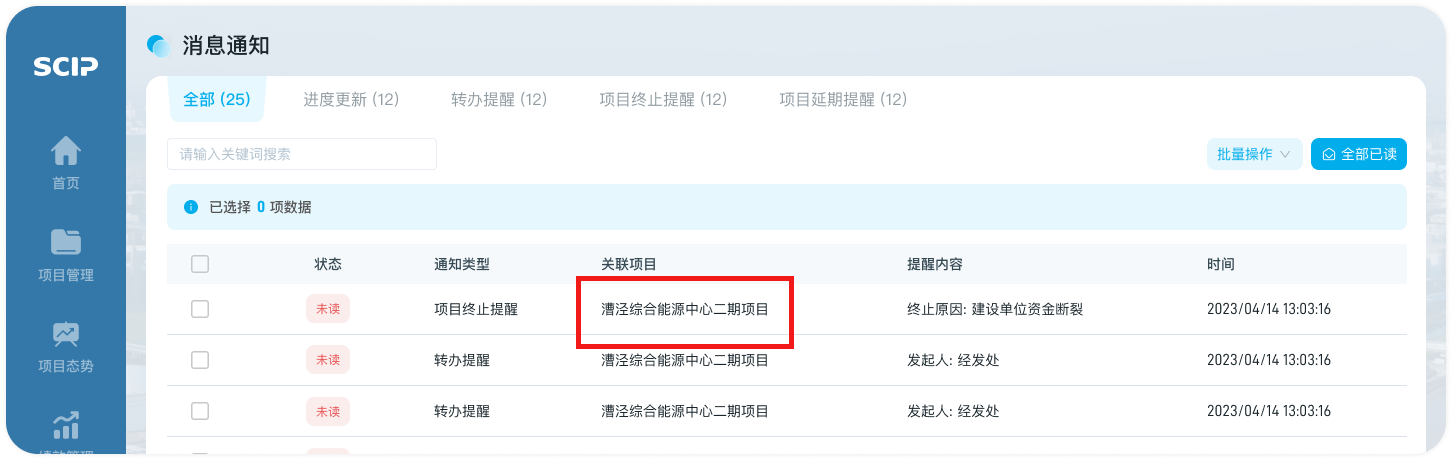 SCIP
首页
项目管理
项目态势
消息通知
全部 (25) 进度更新 (12) 转办提醒 (12) 项目终止提醒 (12) 项目延期提醒 (12)
请输入关键词搜索 批量操作 全部已读
已选择 0 项数据
状态 通知类型 关联项目 提醒内容 时间
未读 项目终止提醒 漕泾综合能源中心二期项目 终止原因: 建设单位资金断裂 2023/04/14 13:03:16
未读 转办提醒 漕泾综合能源中心二期项目 发起人: 经发处 2023/04/14 13:03:16
未读 转办提醒 漕泾综合能源中心二期项目 发起人: 经发处 2023/04/14 13:03:16